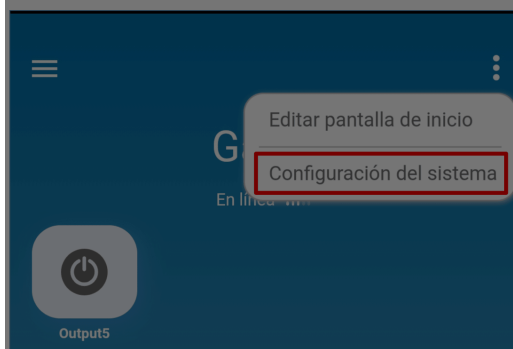 Editar pantalla de inicio
Configuración del sistema
En línea
Output5